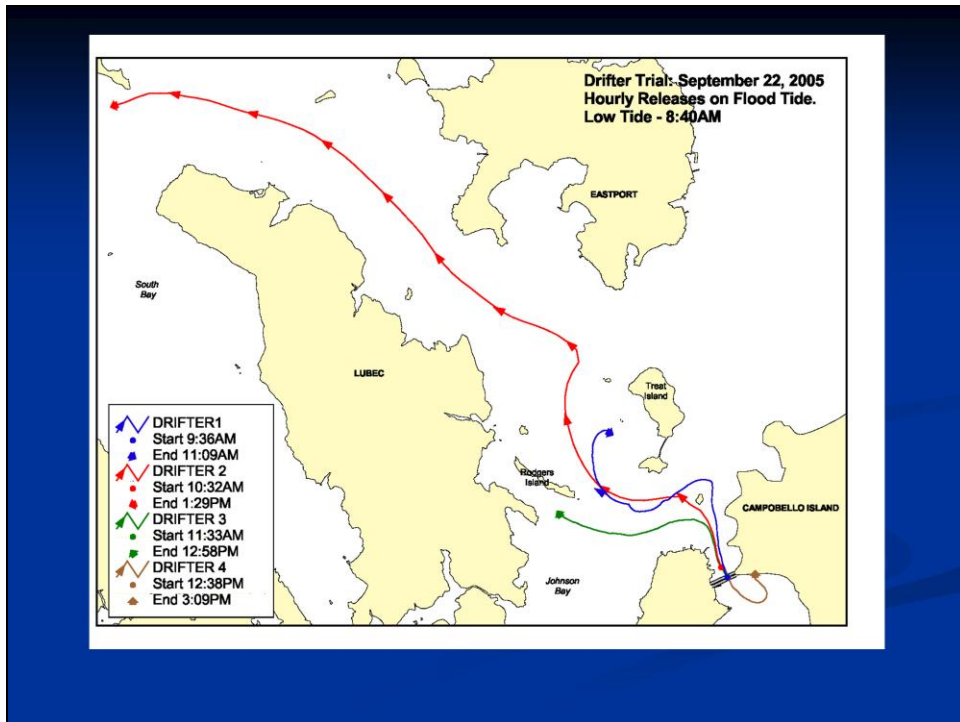 Drifter Trial: September 22, 2005
Hourly Releases on Flood Tide.
Low Tide - 8:40AM
EASTPORT
South
Bay
LUBEC
Treat
Island
Rodgers
Island
CAMPOBELLO ISLAND
Johnson
Bay
DRIFTER1
Start 9:36AM
End 11:09AM
DRIFTER 2
Start 10:32AM
End 1:29PM
DRIFTER 3
Start 11:33AM
End 12:58PM
DRIFTER 4
Start 12:38PM
End 3:09PM